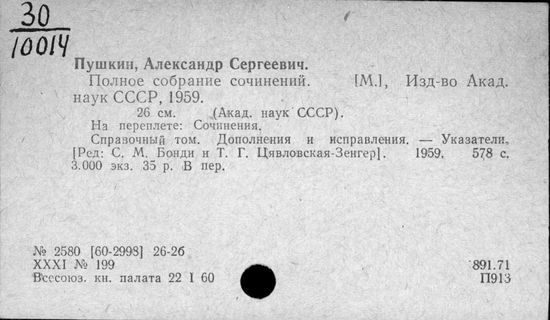 30
10014
Пушкин, Александр Сергеевич.
Полное собрание сочинений. [М.], Изд-во Акад.
наук СССР, 1959.
26 см. (Акад. наук СССР).
На переплете: Сочинения.
Справочный том. Дополнения и исправления. — Указатели.
[Ред: С. М. Бонди и Т. Г. Цявловская-Зенгер]. 1959. 578 с.
3.000 экз. 35 р. В пер.
№ 2580 [60-2998] 26-26
XXXI № 199 891.71
Всесоюз. кн. палата 22 I 60 П913